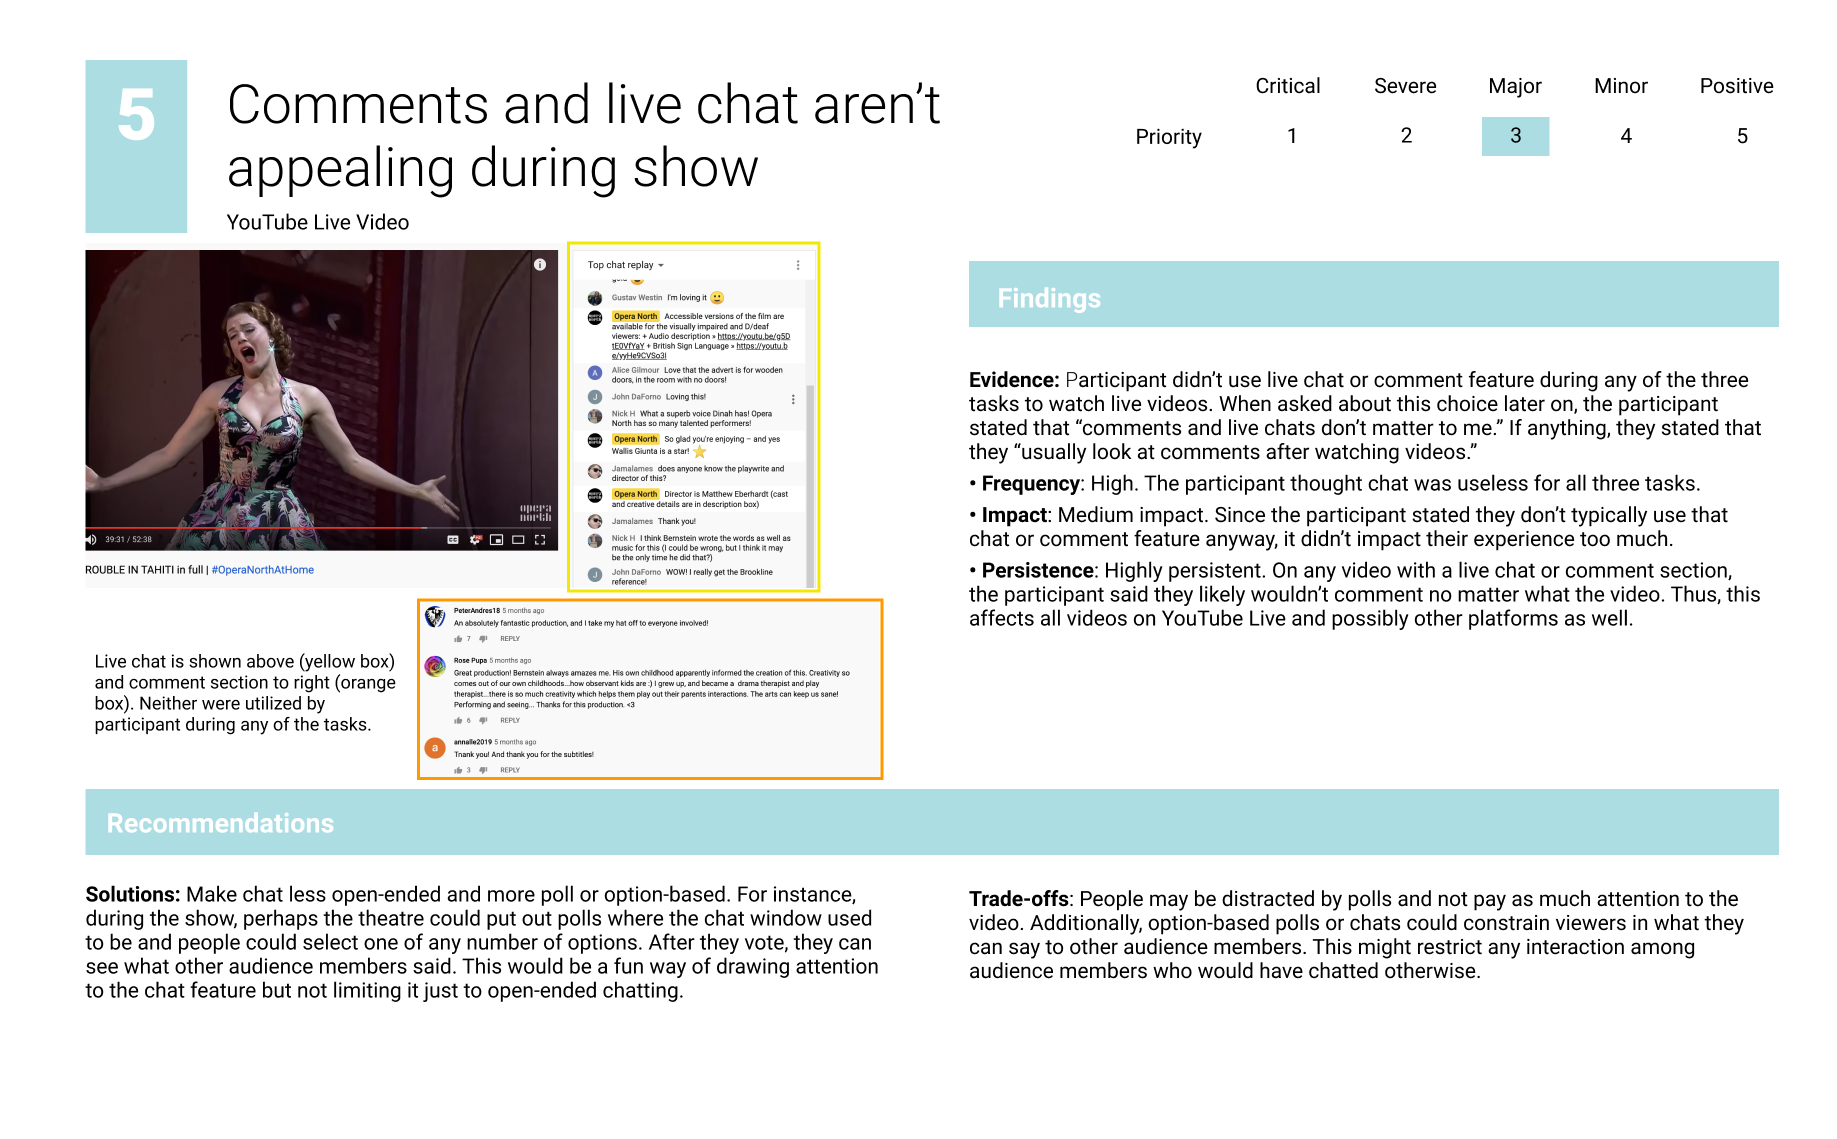 5
Comments and live chat aren’t
appealing during show
YouTube Live Video
Critical Severe Major Minor Positive
Priority 1 2 3 4 5
opera
north
39:31 / 52:38
ROUBLE IN TAHITI in full | #OperaNorthAtHome
Top chat replay
Gustav Westin I'm loving it
Opera North Accessible versions of the film are
available for the visually impaired and D/deaf
viewers: + Audio description » https://youtu.be/g5D
tE0VfYaY + British Sign Language » https://youtu.b
e/yyHe9CVSo3I
A Alice Gilmour Love that the advert is for wooden
doors, in the room with no doors!
J John DaForno Loving this!
Nick H What a superb voice Dinah has! Opera
North has so many talented performers!
Opera North So glad you're enjoying – and yes
Wallis Giunta is a star!
Jamalames does anyone know the playwrite and
director of this?
Opera North Director is Matthew Eberhardt (cast
and creative details are in description box)
Jamalames Thank you!
Nick H I think Bernstein wrote the words as well as
music for this (I could be wrong, but I think it may
be the only time he did that?)
J John DaForno WOW! I really get the Brookline
reference!
Live chat is shown above (yellow box)
and comment section to right (orange
box). Neither were utilized by
participant during any of the tasks.
PeterAndres18 5 months ago
An absolutely fantastic production, and I take my hat off to everyone involved!
7 REPLY
Rose Pupa 5 months ago
Great production! Bernstein always amazes me. His own childhood apparently informed the creation of this. Creativity so
comes out of our own childhoods...how observant kids are :) I grew up, and became a drama therapist and play
therapist...there is so much creativity which helps them play out their parents interactions. The arts can keep us sane!
Performing and seeing... Thanks for this production. <3
6 REPLY
a annalle2019 5 months ago
Tnank you! And thank you for the subtitles!
3 REPLY
Findings
Evidence: Participant didn’t use live chat or comment feature during any of the three
tasks to watch live videos. When asked about this choice later on, the participant
stated that “comments and live chats don’t matter to me.” If anything, they stated that
they “usually look at comments after watching videos.”
• Frequency: High. The participant thought chat was useless for all three tasks.
• Impact: Medium impact. Since the participant stated they don’t typically use that
chat or comment feature anyway, it didn’t impact their experience too much.
• Persistence: Highly persistent. On any video with a live chat or comment section,
the participant said they likely wouldn’t comment no matter what the video. Thus, this
affects all videos on YouTube Live and possibly other platforms as well.
Recommendations
Solutions: Make chat less open-ended and more poll or option-based. For instance,
during the show, perhaps the theatre could put out polls where the chat window used
to be and people could select one of any number of options. After they vote, they can
see what other audience members said. This would be a fun way of drawing attention
to the chat feature but not limiting it just to open-ended chatting.
Trade-offs: People may be distracted by polls and not pay as much attention to the
video. Additionally, option-based polls or chats could constrain viewers in what they
can say to other audience members. This might restrict any interaction among
audience members who would have chatted otherwise.